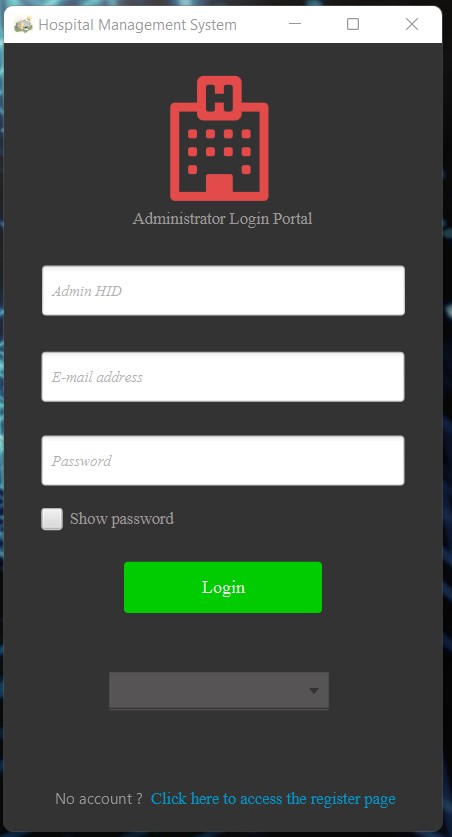 Hospital Management System
H
Administrator Login Portal
Admin HID
E-mail address
Password
Show password
Login
No account ? Click here to access the register page